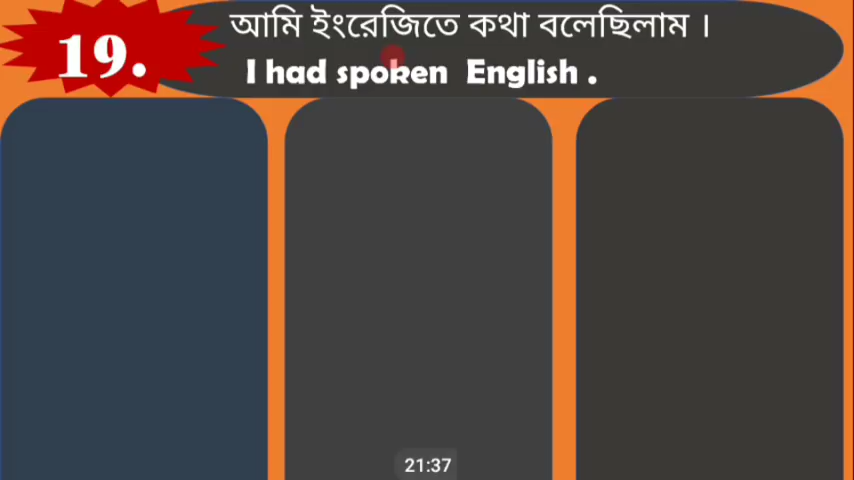 19.
আমি ইংরেজিতে কথা বলেছিলাম ।
I had spoken English .
21:37